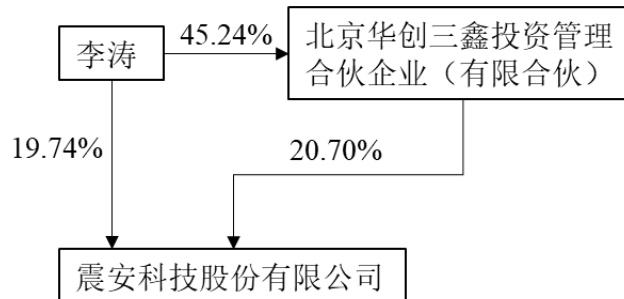 45.24%
李涛
北京华创三鑫投资管理
合伙企业（有限合伙）
19.74%
20.70%
震安科技股份有限公司